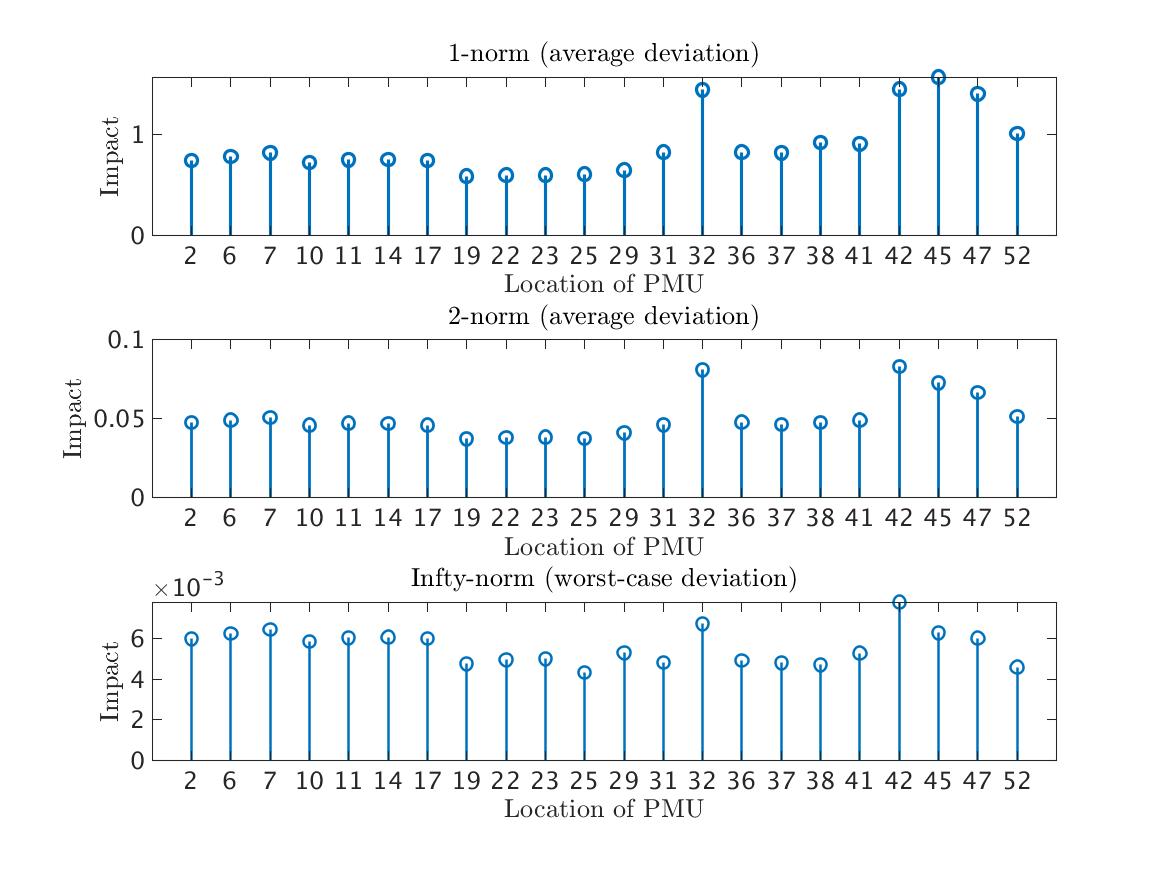 1-norm (average deviation)
Impact
1
0
2 6 7 10 11 14 17 19 22 23 25 29 31 32 36 37 38 41 42 45 47 52
Location of PMU
2-norm (average deviation)
Impact
0.1
0.05
0
2 6 7 10 11 14 17 19 22 23 25 29 31 32 36 37 38 41 42 45 47 52
Location of PMU
Infty-norm (worst-case deviation)
×10⁻³
Impact
6
4
2
0
2 6 7 10 11 14 17 19 22 23 25 29 31 32 36 37 38 41 42 45 47 52
Location of PMU